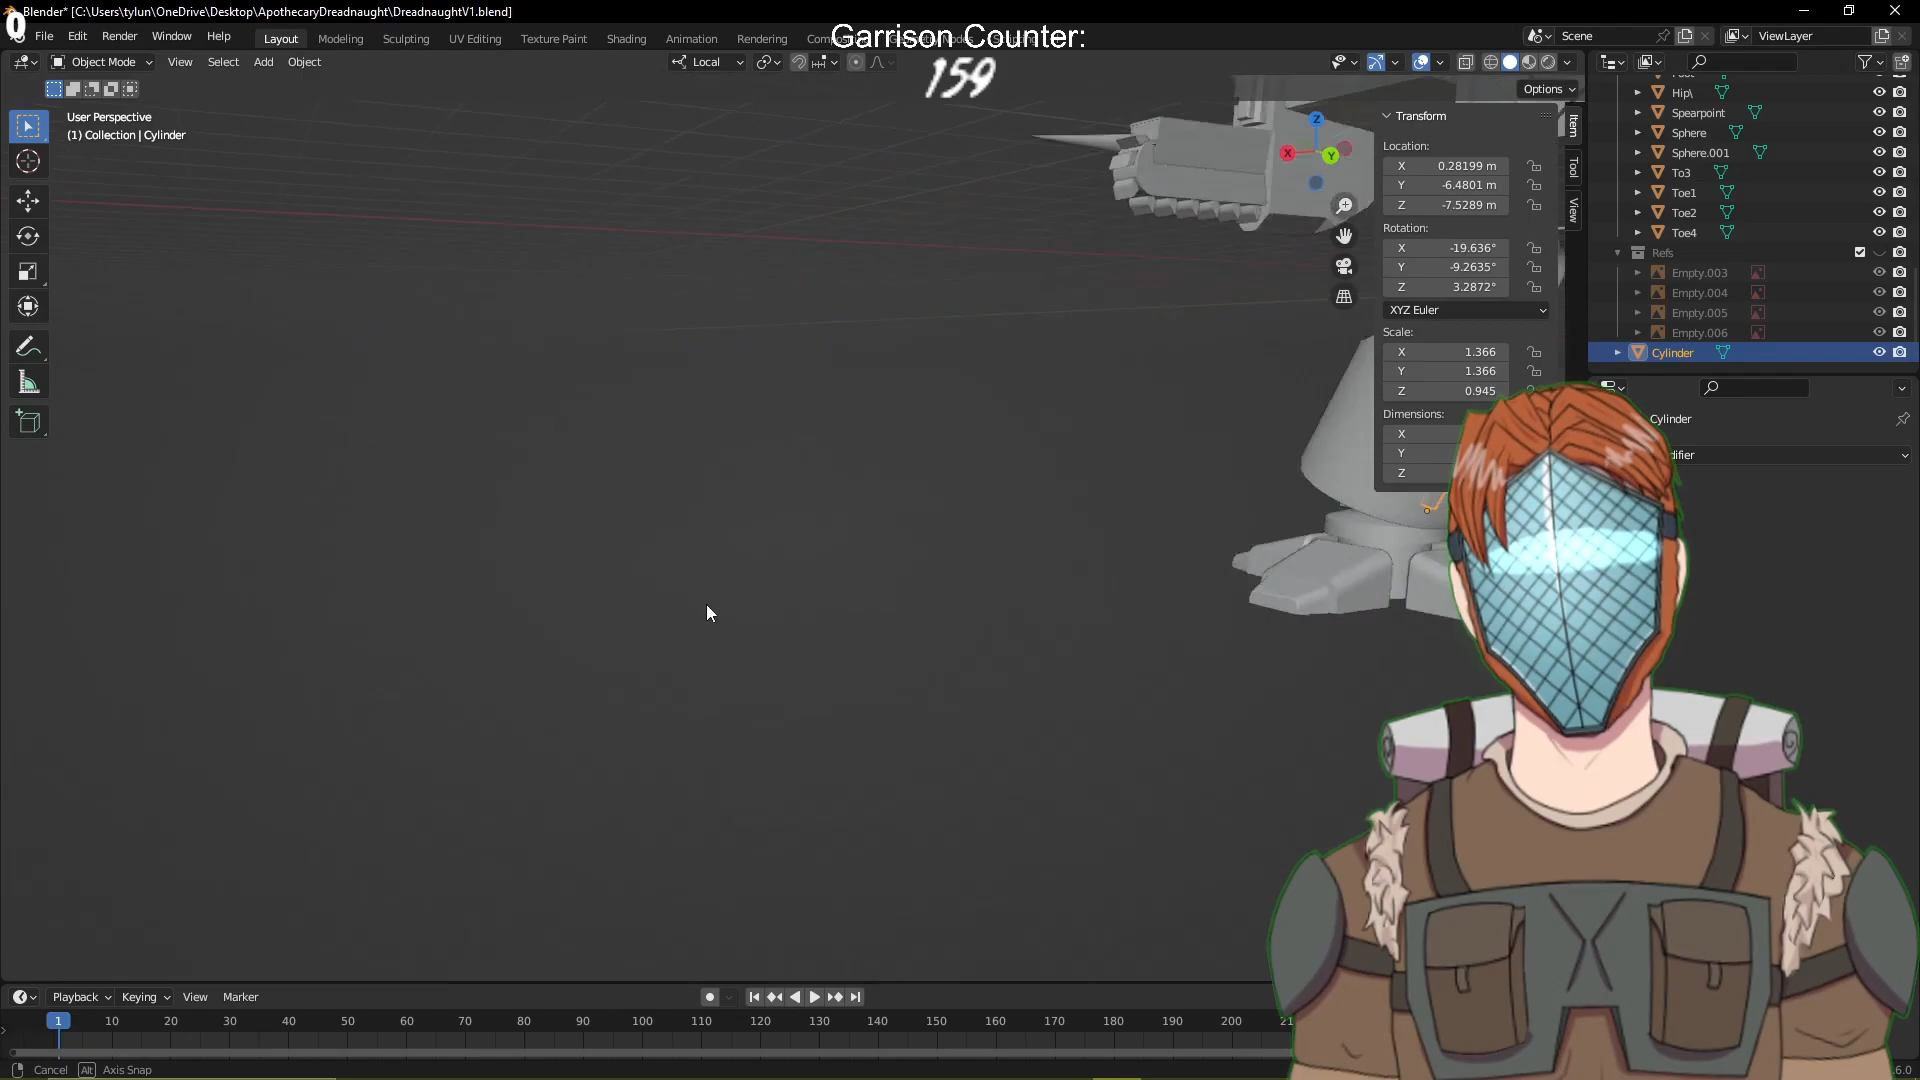 Blender* [C:\Users\tylun\OneDrive\Desktop\ApothecaryDreadnaught\DreadnaughtV1.blend]
0
Garrison Counter:
159
File Edit Render Window Help
Layout Modeling Sculpting UV Editing Texture Paint Shading Animation Rendering
Scene
ViewLayer
Object Mode View Select Add Object
Local
Options
User Perspective
(1) Collection | Cylinder
Z
X
Y
Transform
Location:
X 0.28199 m
Y -6.4801 m
Z -7.5289 m
Rotation:
X -19.636°
Y -9.2635°
Z 3.2872°
XYZ Euler
Scale:
X 1.366
Y 1.366
Z 0.945
Dimensions:
X
Y
Z
Item
Tool
View
Hip\
Spearpoint
Sphere
Sphere.001
To3
Toe1
Toe2
Toe4
Refs
Empty.003
Empty.004
Empty.005
Empty.006
Cylinder
Cylinder
difier
Playback Keying View Marker
1 10 20 30 40 50 60 70 80 90 100 110 120 130 140 150 160 170 180 190 200 21
Cancel Alt Axis Snap
.6.0